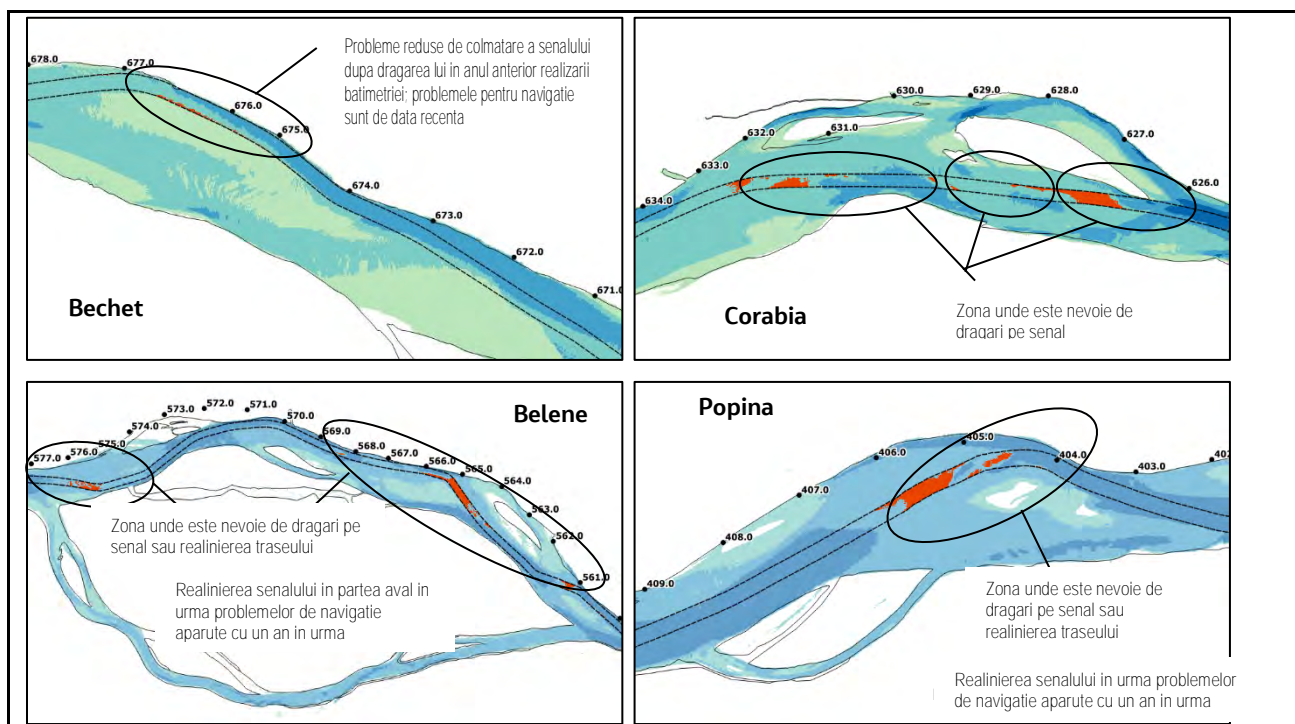 678.0
677.0
676.0
675.0
674.0
673.0
672.0
671.0
Probleme reduse de colmatare a senalului
dupa dragarea lui in anul anterior realizarii
batimetriei; problemele pentru navigatie
sunt de data recenta
Bechet
634.0
633.0
632.0
631.0
630.0
629.0
628.0
627.0
626.0
Corabia
Zona unde este nevoie de
dragari pe senal
577.0
576.0
575.0
574.0
573.0
572.0
571.0
570.0
569.0
568.0
567.0
566.0
565.0
564.0
563.0
562.0
561.0
Belene
Zona unde este nevoie de dragari pe
senal sau realinierea traseului
Realinierea senalului in partea aval in
urma problemelor de navigatie
aparute cu un an in urma
Popina
409.0
408.0
407.0
406.0
405.0
404.0
403.0
Zona unde este nevoie de
dragari pe senal sau
realinierea traseului
Realinierea senalului in urma problemelor
de navigatie aparute cu un an in urma